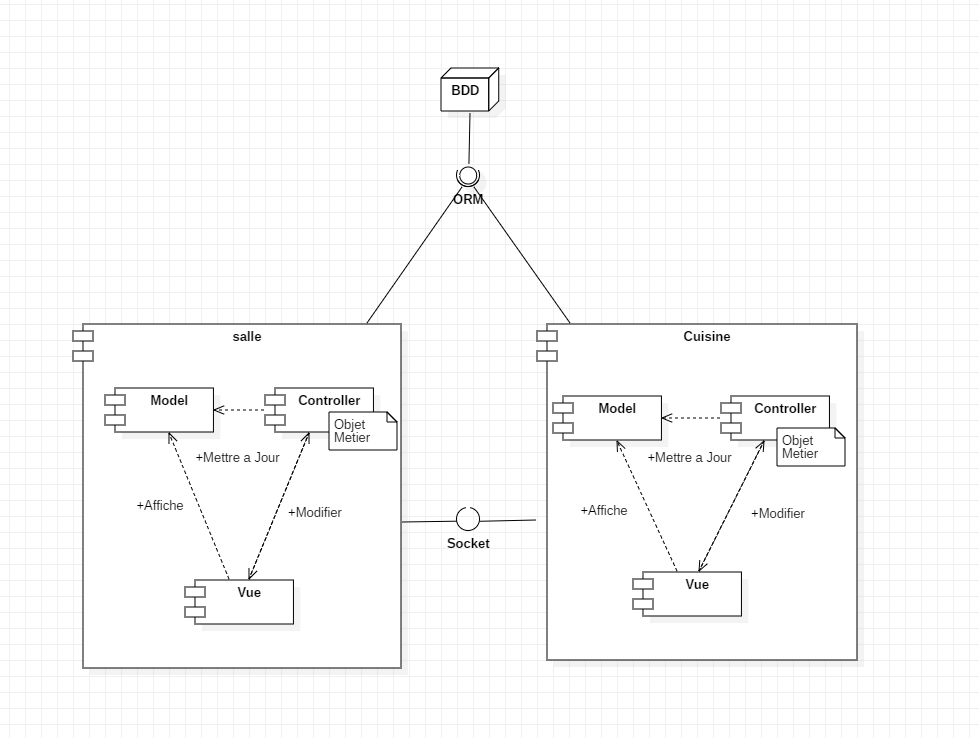 BDD
ORM
salle
Model
Controller
Objet
Metier
+Mettre a Jour
+Affiche
+Modifier
Vue
Socket
Cuisine
Model
Controller
Objet
Metier
+Mettre a Jour
+Affiche
+Modifier
Vue